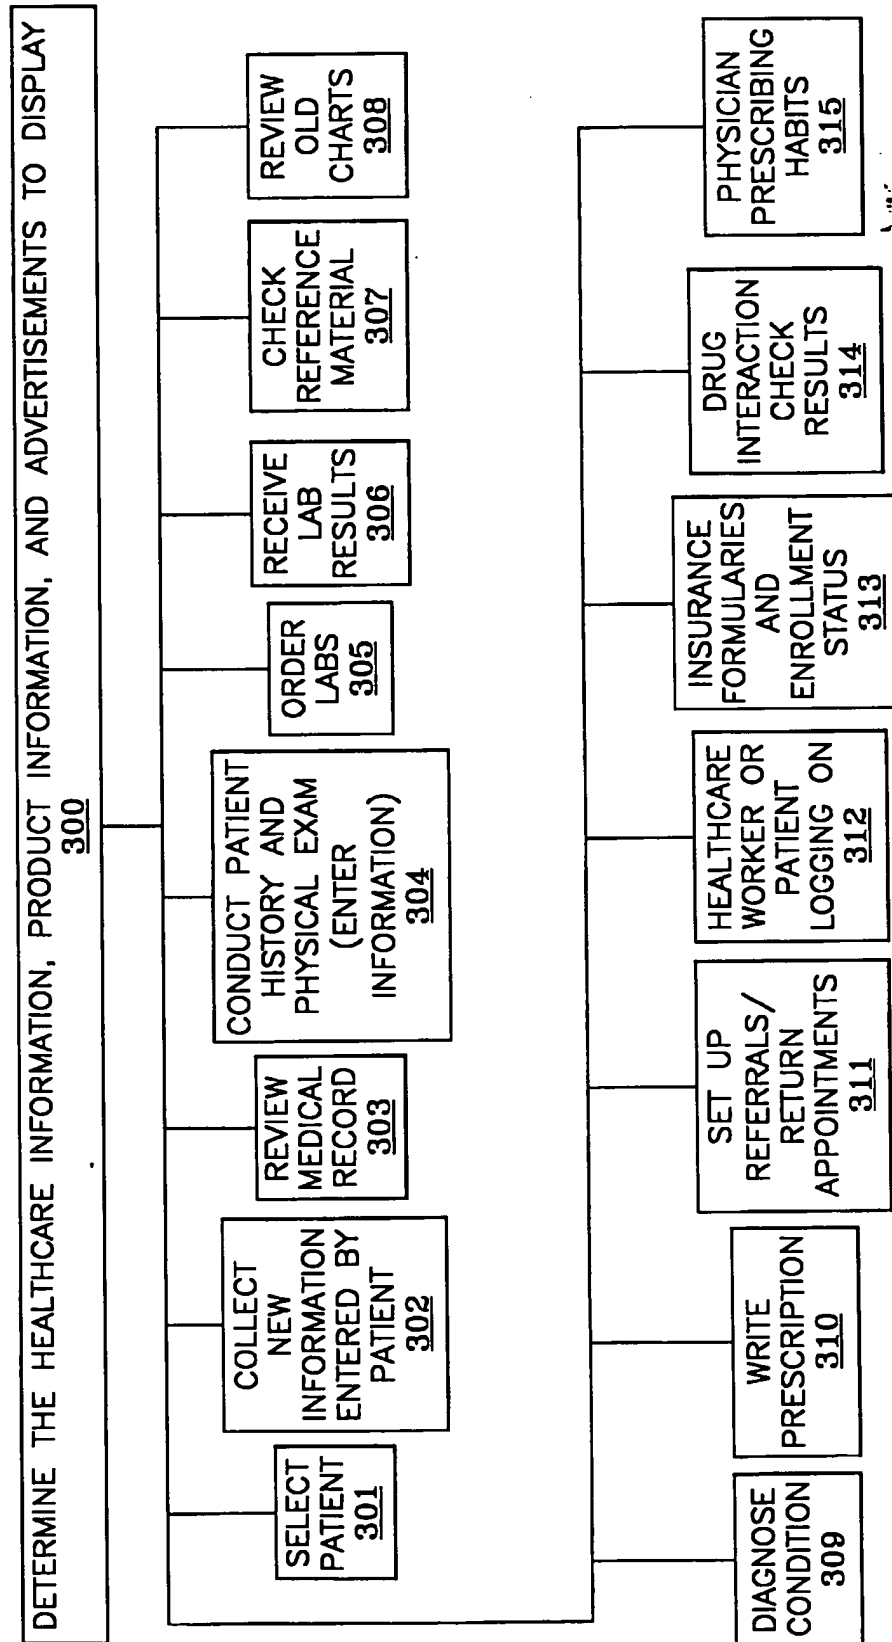 DETERMINE THE HEALTHCARE INFORMATION, PRODUCT INFORMATION, AND ADVERTISEMENTS TO DISPLAY
300
SELECT
PATIENT
301
COLLECT
NEW
INFORMATION
ENTERED BY
PATIENT
302
REVIEW
MEDICAL
RECORD
303
CONDUCT PATIENT
HISTORY AND
PHYSICAL EXAM
(ENTER
INFORMATION)
304
ORDER
LABS
305
RECEIVE
LAB
RESULTS
306
CHECK
REFERENCE
MATERIAL
307
REVIEW
OLD
CHARTS
308
DIAGNOSE
CONDITION
309
WRITE
PRESCRIPTION
310
SET UP
REFERRALS/
RETURN
APPOINTMENTS
311
HEALTHCARE
WORKER OR
PATIENT
LOGGING ON
312
INSURANCE
FORMULARIES
AND
ENROLLMENT
STATUS
313
DRUG
INTERACTION
CHECK
RESULTS
314
PHYSICIAN
PRESCRIBING
HABITS
315